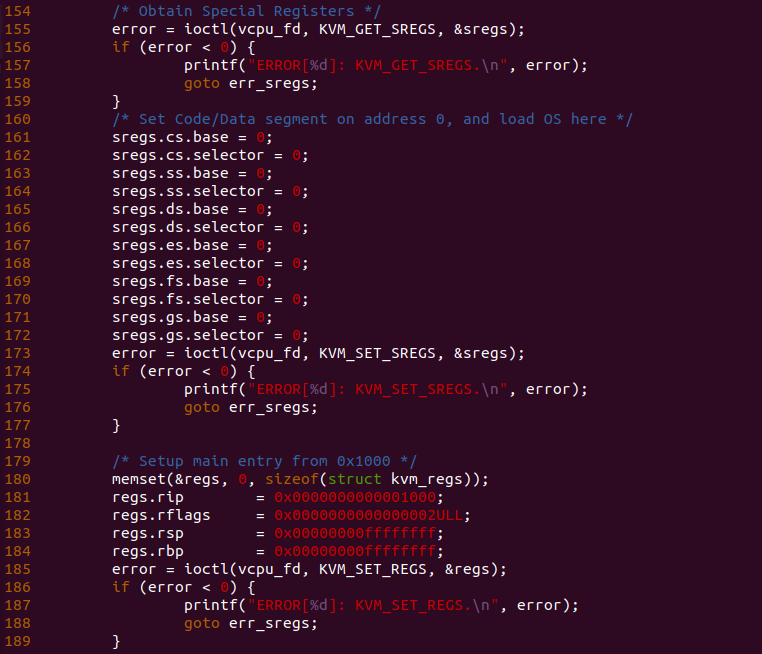 154         /* Obtain Special Registers */
155         error = ioctl(vcpu_fd, KVM_GET_SREGS, &sregs);
156         if (error < 0) {
157                 printf("ERROR[%d]: KVM_GET_SREGS.\n", error);
158                 goto err_sregs;
159         }
160         /* Set Code/Data segment on address 0, and load OS here */
161         sregs.cs.base = 0;
162         sregs.cs.selector = 0;
163         sregs.ss.base = 0;
164         sregs.ss.selector = 0;
165         sregs.ds.base = 0;
166         sregs.ds.selector = 0;
167         sregs.es.base = 0;
168         sregs.es.selector = 0;
169         sregs.fs.base = 0;
170         sregs.fs.selector = 0;
171         sregs.gs.base = 0;
172         sregs.gs.selector = 0;
173         error = ioctl(vcpu_fd, KVM_SET_SREGS, &sregs);
174         if (error < 0) {
175                 printf("ERROR[%d]: KVM_SET_SREGS.\n", error);
176                 goto err_sregs;
177         }
178
179         /* Setup main entry from 0x1000 */
180         memset(&regs, 0, sizeof(struct kvm_regs));
181         regs.rip        = 0x0000000000001000;
182         regs.rflags     = 0x0000000000000002ULL;
183         regs.rsp        = 0x00000000ffffffff;
184         regs.rbp        = 0x00000000ffffffff;
185         error = ioctl(vcpu_fd, KVM_SET_REGS, &regs);
186         if (error < 0) {
187                 printf("ERROR[%d]: KVM_SET_REGS.\n", error);
188                 goto err_sregs;
189         }